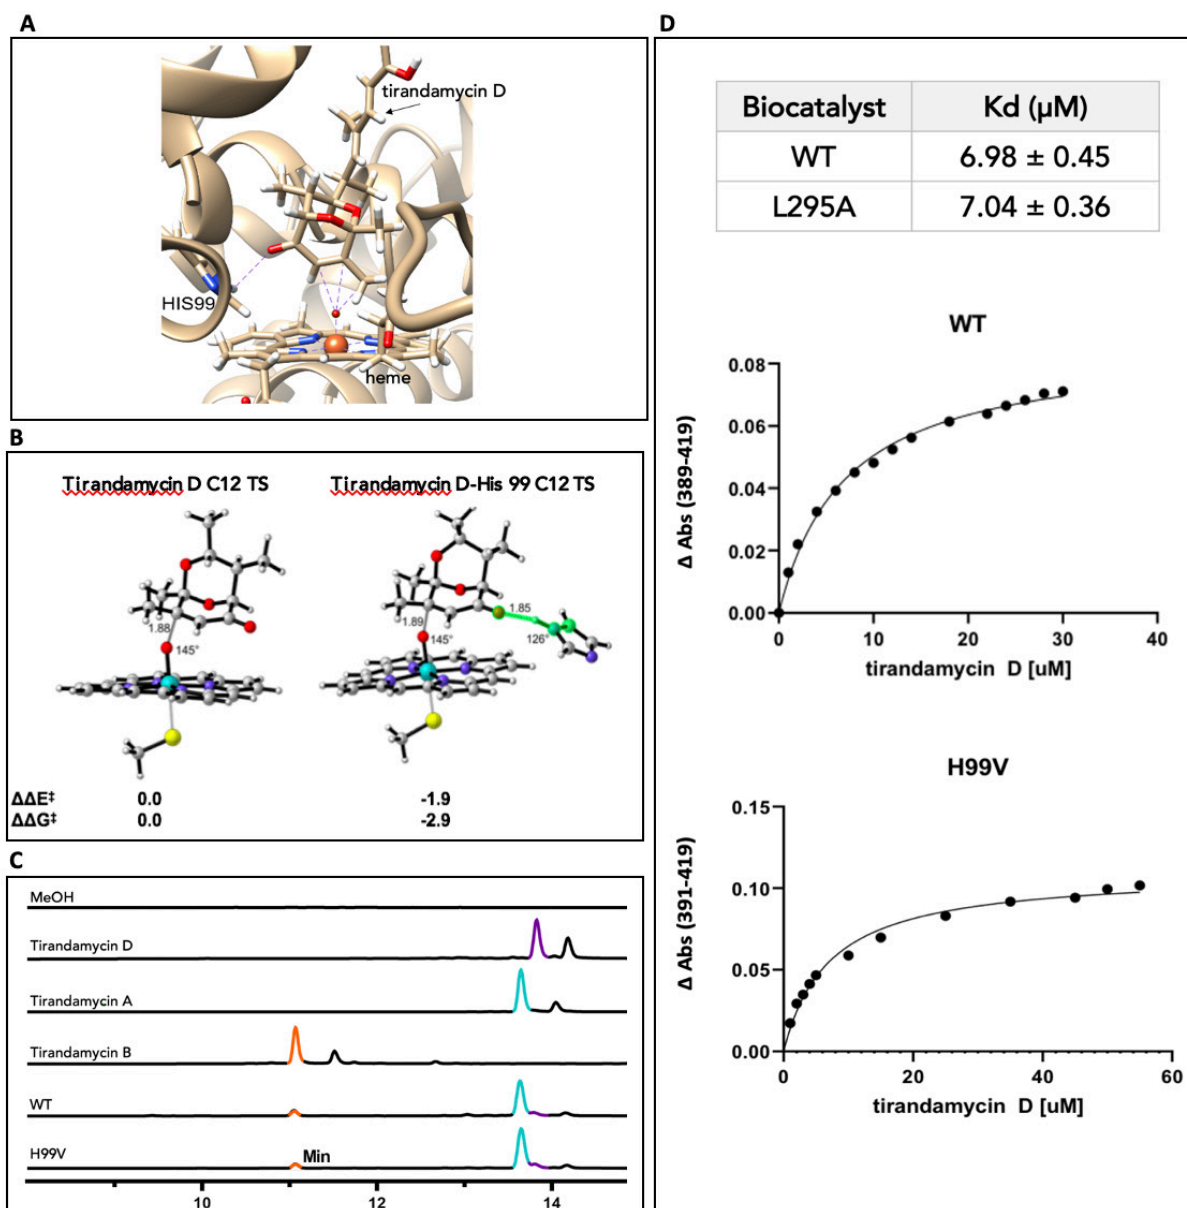 A
tirandamycin D
HIS99
heme
B
Tirandamycin D C12 TS
Tirandamycin D-His 99 C12 TS
1.88
145°
1.89
145°
1.85
126°
ΔΔE‡ 0.0 -1.9
ΔΔG‡ 0.0 -2.9
C
MeOH
Tirandamycin D
Tirandamycin A
Tirandamycin B
WT
H99V
Min
10 12 14
D
Biocatalyst Kd (µM)
WT 6.98 ± 0.45
L295A 7.04 ± 0.36
WT
Δ Abs (389-419)
0.08
0.06
0.04
0.02
0.00
0 10 20 30 40
tirandamycin D [uM]
H99V
Δ Abs (391-419)
0.15
0.10
0.05
0.00
0 20 40 60
tirandamycin D [uM]